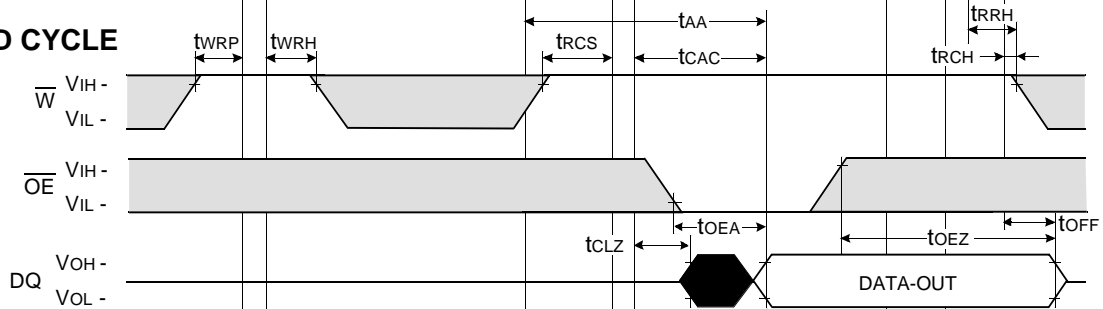 D CYCLE
tWRP
tWRH
tAA
tRCS
tCAC
tRRH
tRCH
W
VIH -
VIL -
OE
VIH -
VIL -
tOEA
tOFF
tCLZ
tOEZ
DQ
VOH -
VOL -
DATA-OUT